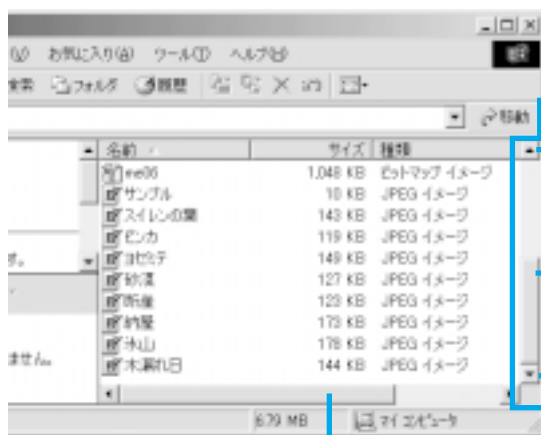 (V) お気に入り(A) ツール(T) ヘルプ(H)
検索 フォルダ 履歴
移動
名前 サイズ 種類
me06 1,048 KB ビットマップ イメージ
サンプル 10 KB JPEG イメージ
スイレンの葉 143 KB JPEG イメージ
ピンカ 119 KB JPEG イメージ
ヨセミテ 149 KB JPEG イメージ
砂漠 127 KB JPEG イメージ
断崖 123 KB JPEG イメージ
す。
納屋 173 KB JPEG イメージ
氷山 178 KB JPEG イメージ
木漏れ日 144 KB JPEG イメージ
ません。
6.79 MB マイ コンピュータ